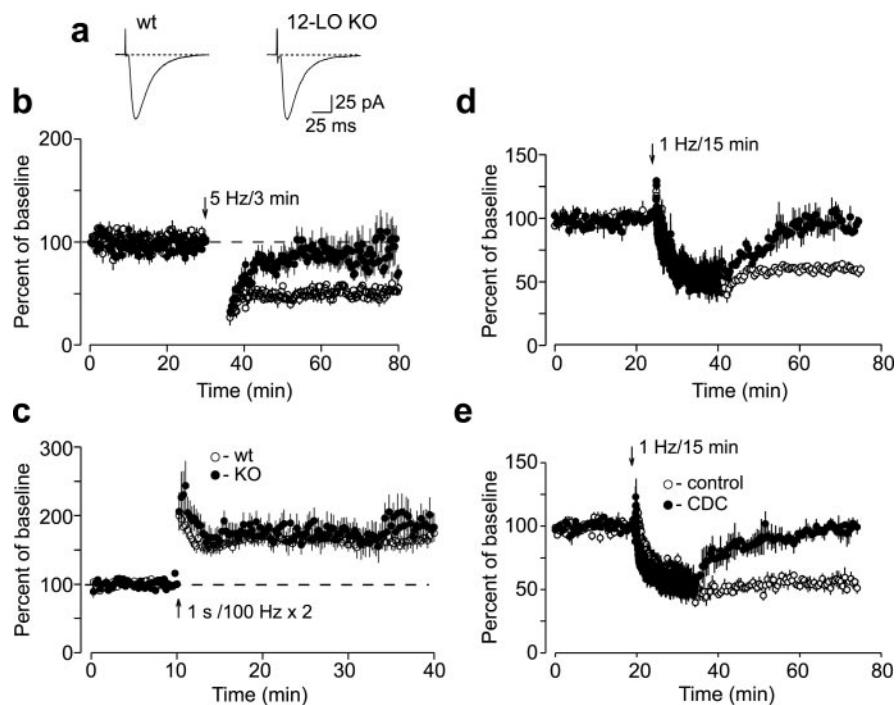 a
wt
12-LO KO
25 pA
25 ms
b
200
100
0
Percent of baseline
5 Hz/3 min
0 20 40 60 80
Time (min)
c
300
250
200
150
100
50
0
Percent of baseline
- wt
- KO
1 s /100 Hz x 2
0 10 20 30 40
Time (min)
d
150
100
50
0
Percent of baseline
1 Hz/15 min
0 20 40 60 80
Time (min)
e
150
100
50
0
Percent of baseline
1 Hz/15 min
- control
- CDC
0 20 40 60 80
Time (min)